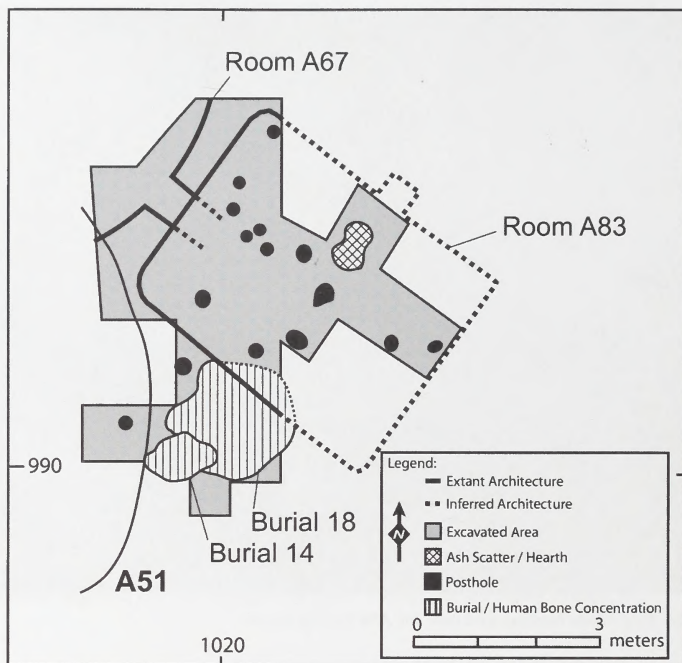 Room A67
Room A83
990
Burial 18
Burial 14
A51
1020
Legend:
Extant Architecture
Inferred Architecture
N
Excavated Area
Ash Scatter / Hearth
Posthole
Burial / Human Bone Concentration
0 3
meters